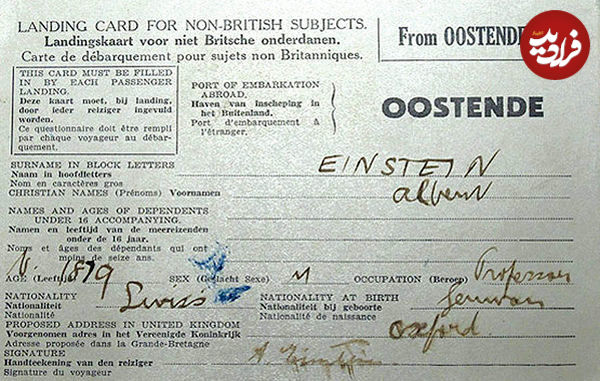 LANDING CARD FOR NON-BRITISH SUBJECTS.
Landingskaart voor niet Britsche onderdanen.
Carte de débarquement pour sujets non Britanniques.
From OOSTENDE
فرادید
THIS CARD MUST BE FILLED
IN BY EACH PASSENGER
LANDING.
Deze kaart moet, bij landing,
door ieder reiziger ingevuld
worden.
Ce questionnaire doit être rempli
par chaque voyageur au débar-
quement.
PORT OF EMBARKATION
ABROAD.
Haven van inscheping in
het Buitenland.
Port d'embarquement à
l'étranger.
OOSTENDE
SURNAME IN BLOCK LETTERS
Naam in hoofdletters
Nom en caractères gros
EINSTEIN
CHRISTIAN NAMES (Prénoms) Voornamen
Albert
NAMES AND AGES OF DEPENDENTS
UNDER 16 ACCOMPANYING.
Namen en leeftijd van de meereizenden
onder de 16 jaar.
Noms et âges des dépendants qui ont
moins de seize ans.
AGE (Leeftijd) 1879 SEX (Geslacht Sexe) M OCCUPATION (Beroep) Professor
NATIONALITY
Nationaliteit
Nationalité
Swiss
NATIONALITY AT BIRTH
Nationaliteit bij geboorte
Nationalité de naissance
German
PROPOSED ADDRESS IN UNITED KINGDOM
Voorgenomen adres in het Vereenigde Koninkrijk
Adresse proposée dans la Grande-Bretagne
Oxford
SIGNATURE
Handteekening van den reiziger
Signature du voyageur
A. Einstein